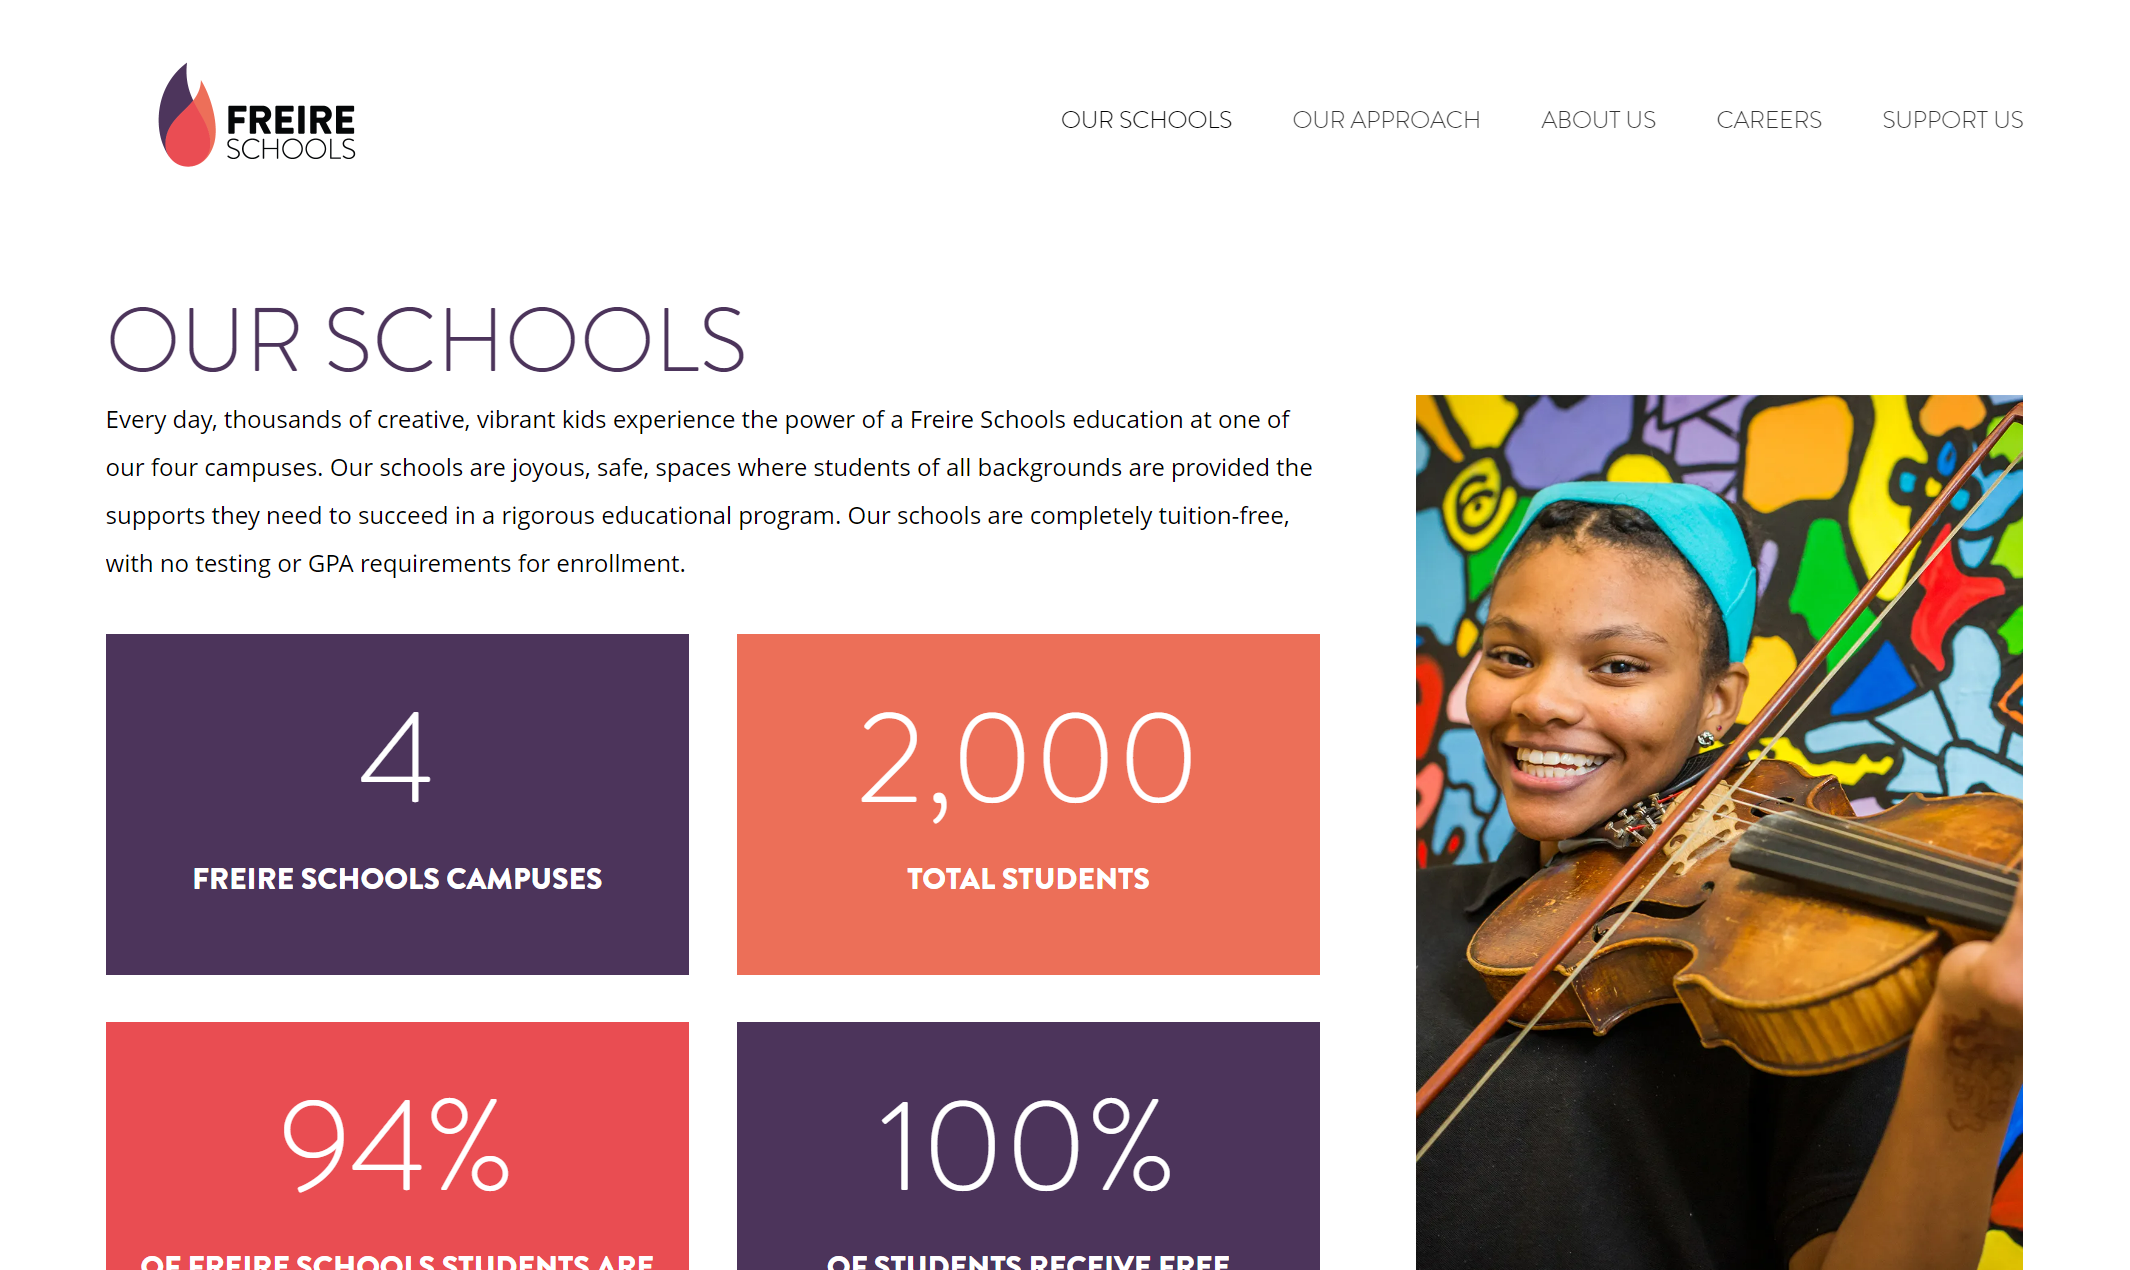 FREIRE
SCHOOLS
OUR SCHOOLS
OUR APPROACH
ABOUT US
CAREERS
SUPPORT US
OUR SCHOOLS
Every day, thousands of creative, vibrant kids experience the power of a Freire Schools education at one of
our four campuses. Our schools are joyous, safe, spaces where students of all backgrounds are provided the
supports they need to succeed in a rigorous educational program. Our schools are completely tuition-free,
with no testing or GPA requirements for enrollment.
4
FREIRE SCHOOLS CAMPUSES
2,000
TOTAL STUDENTS
94%
OF FREIRE SCHOOLS STUDENTS ARE
100%
OF STUDENTS RECEIVE FREE